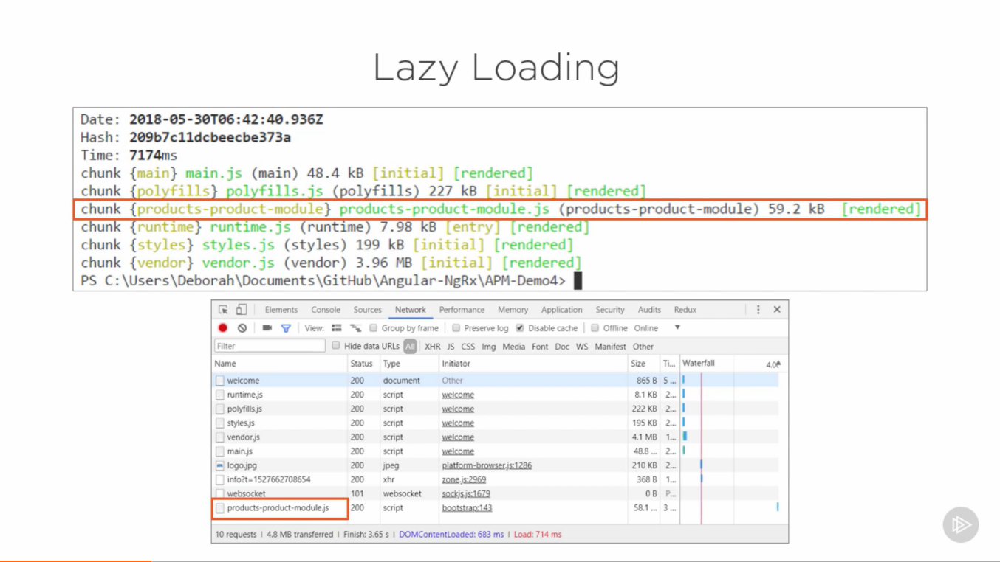 Lazy Loading
Date: 2018-05-30T06:42:40.936Z
Hash: 209b7c11dcbeecbe373a
Time: 7174ms
chunk {main} main.js (main) 48.4 kB [initial] [rendered]
chunk {polyfills} polyfills.js (polyfills) 227 kB [initial] [rendered]
chunk {products-product-module} products-product-module.js (products-product-module) 59.2 kB [rendered]
chunk {runtime} runtime.js (runtime) 7.98 kB [entry] [rendered]
chunk {styles} styles.js (styles) 199 kB [initial] [rendered]
chunk {vendor} vendor.js (vendor) 3.96 MB [initial] [rendered]
PS C:\Users\Deborah\Documents\GitHub\Angular-NgRx\APM-Demo4>
Elements Console Sources Network Performance Memory Application Security Audits Redux
View: Group by frame Preserve log Disable cache Offline Online
Filter Hide data URLs All XHR JS CSS Img Media Font Doc WS Manifest Other
Name Status Type Initiator Size Ti... Waterfall 4.0
welcome 200 document Other 865 B 5 ...
runtime.js 200 script welcome 8.1 KB 2...
polyfills.js 200 script welcome 222 KB 2...
styles.js 200 script welcome 195 KB 2...
vendor.js 200 script welcome 4.1 MB 1...
main.js 200 script welcome 48.8 ... 2...
logo.jpg 200 jpeg platform-browser.js:1286 210 KB 2...
info?t=1527662708654 200 xhr zone.js:2969 368 B 1...
websocket 101 websocket sockjs.js:1679 0 B P...
products-product-module.js 200 script bootstrap:143 58.1 ... 3 ...
10 requests | 4.8 MB transferred | Finish: 3.65 s | DOMContentLoaded: 683 ms | Load: 714 ms